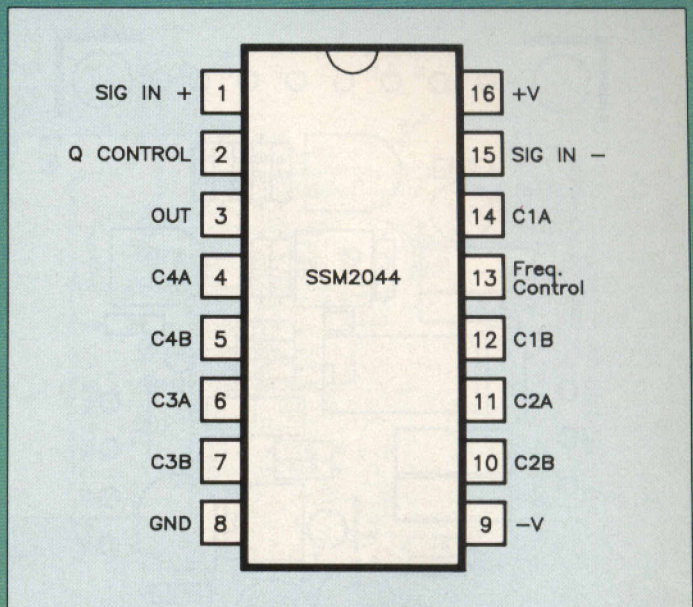 SIG IN + 1
Q CONTROL 2
OUT 3
C4A 4
C4B 5
C3A 6
C3B 7
GND 8
SSM2044
16 +V
15 SIG IN −
14 C1A
13 Freq.
Control
12 C1B
11 C2A
10 C2B
9 −V